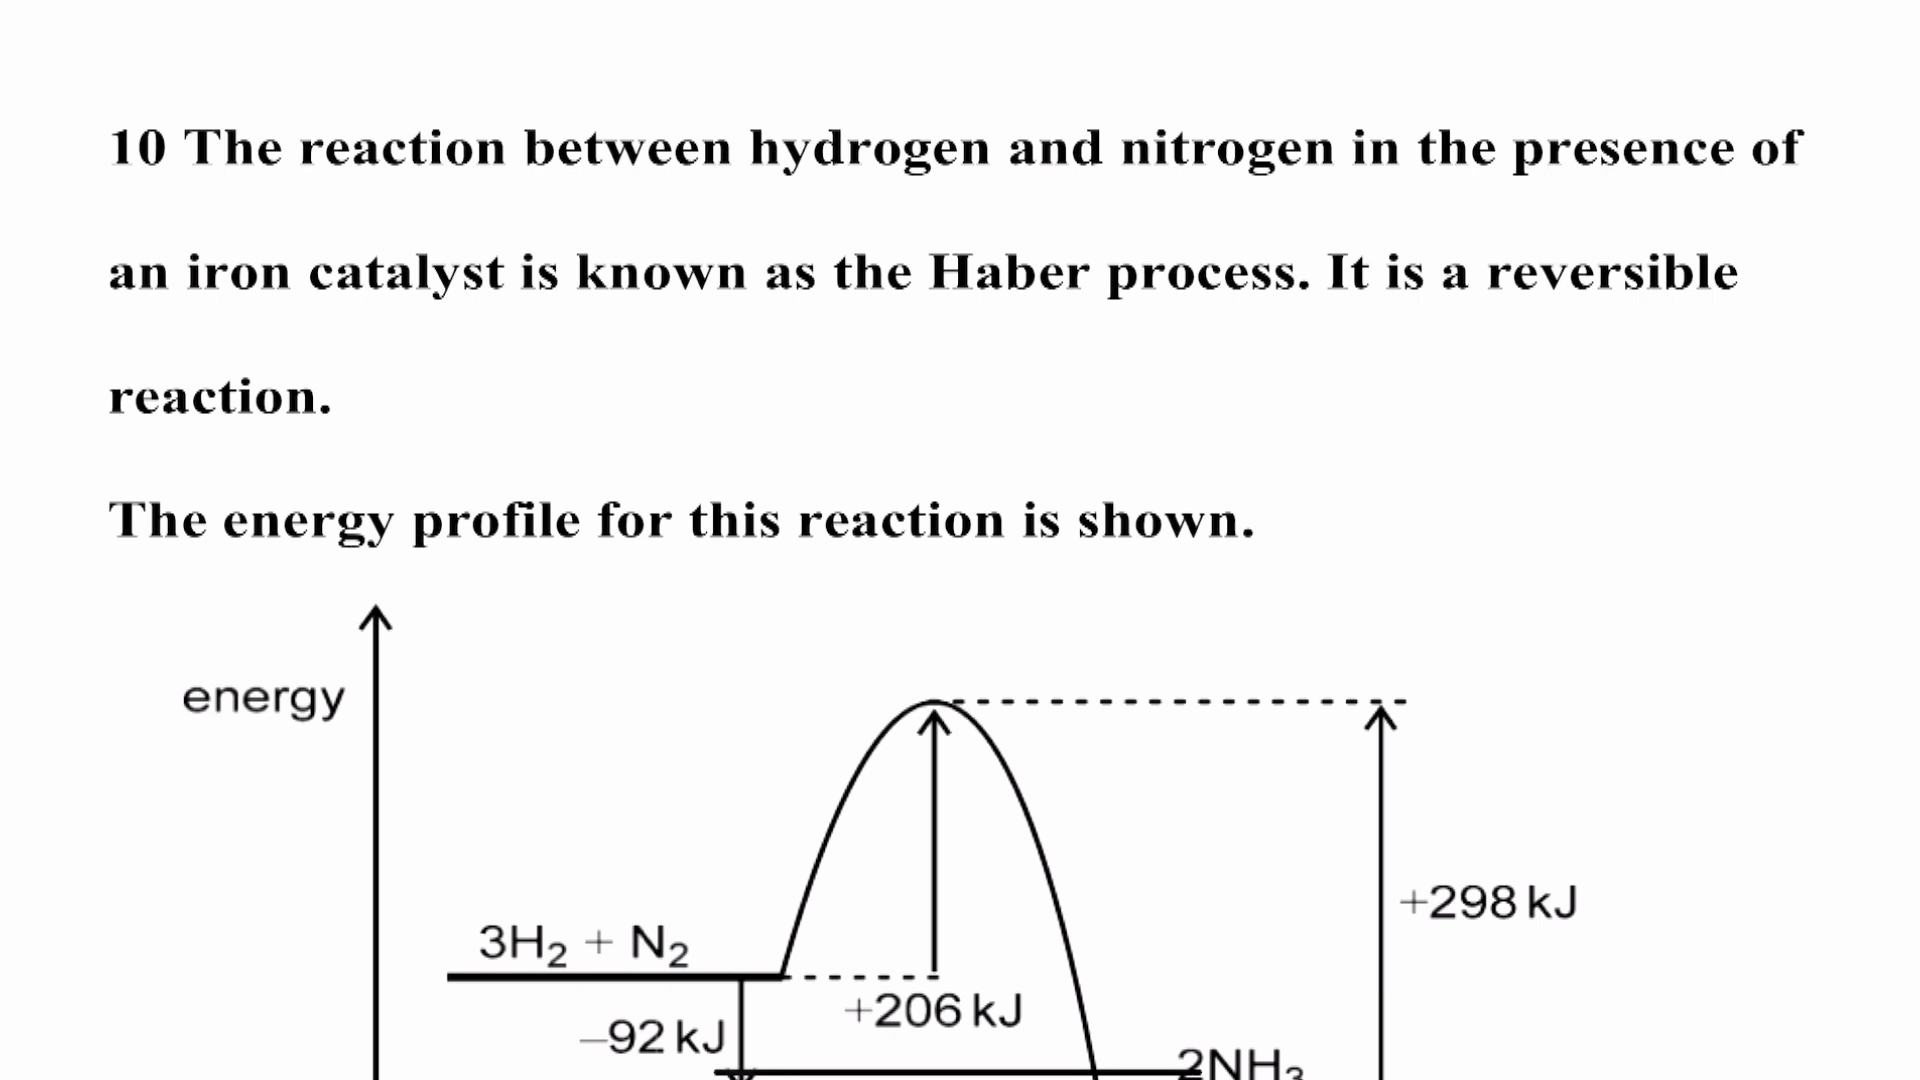 10 The reaction between hydrogen and nitrogen in the presence of
an iron catalyst is known as the Haber process. It is a reversible
reaction.
The energy profile for this reaction is shown.
energy
+298 kJ
3H₂ + N₂
+206 kJ
–92 kJ
2NH₃